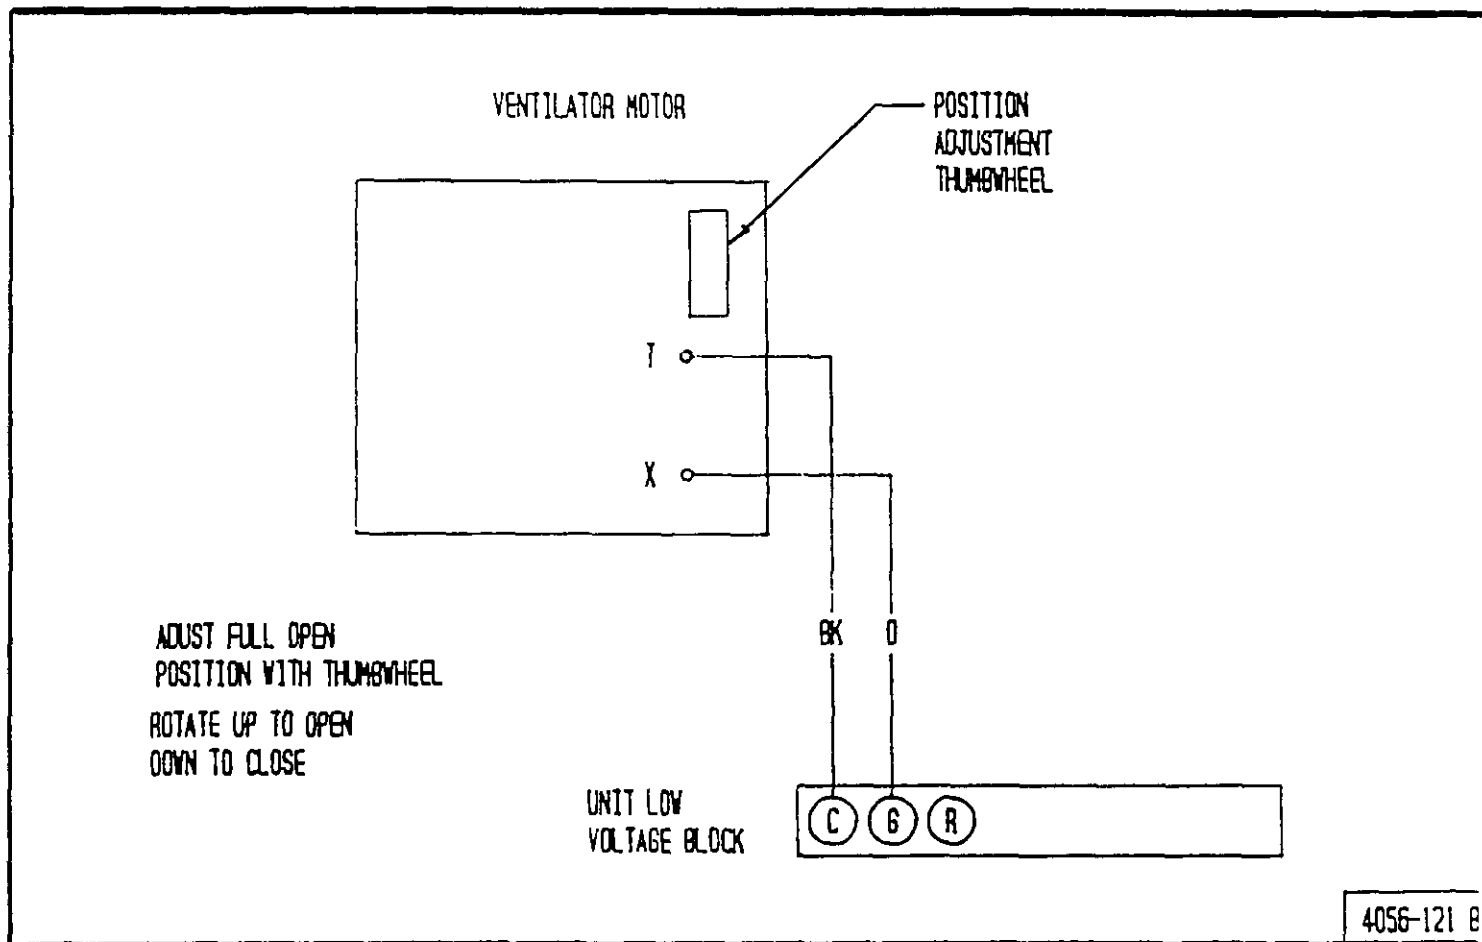 VENTILATOR MOTOR
POSITION
ADJUSTMENT
THUMBWHEEL
T
X
BK O
ADUST FULL OPEN
POSITION WITH THUMBWHEEL
ROTATE UP TO OPEN
DOWN TO CLOSE
UNIT LOW
VOLTAGE BLOCK
C G R
4056-121